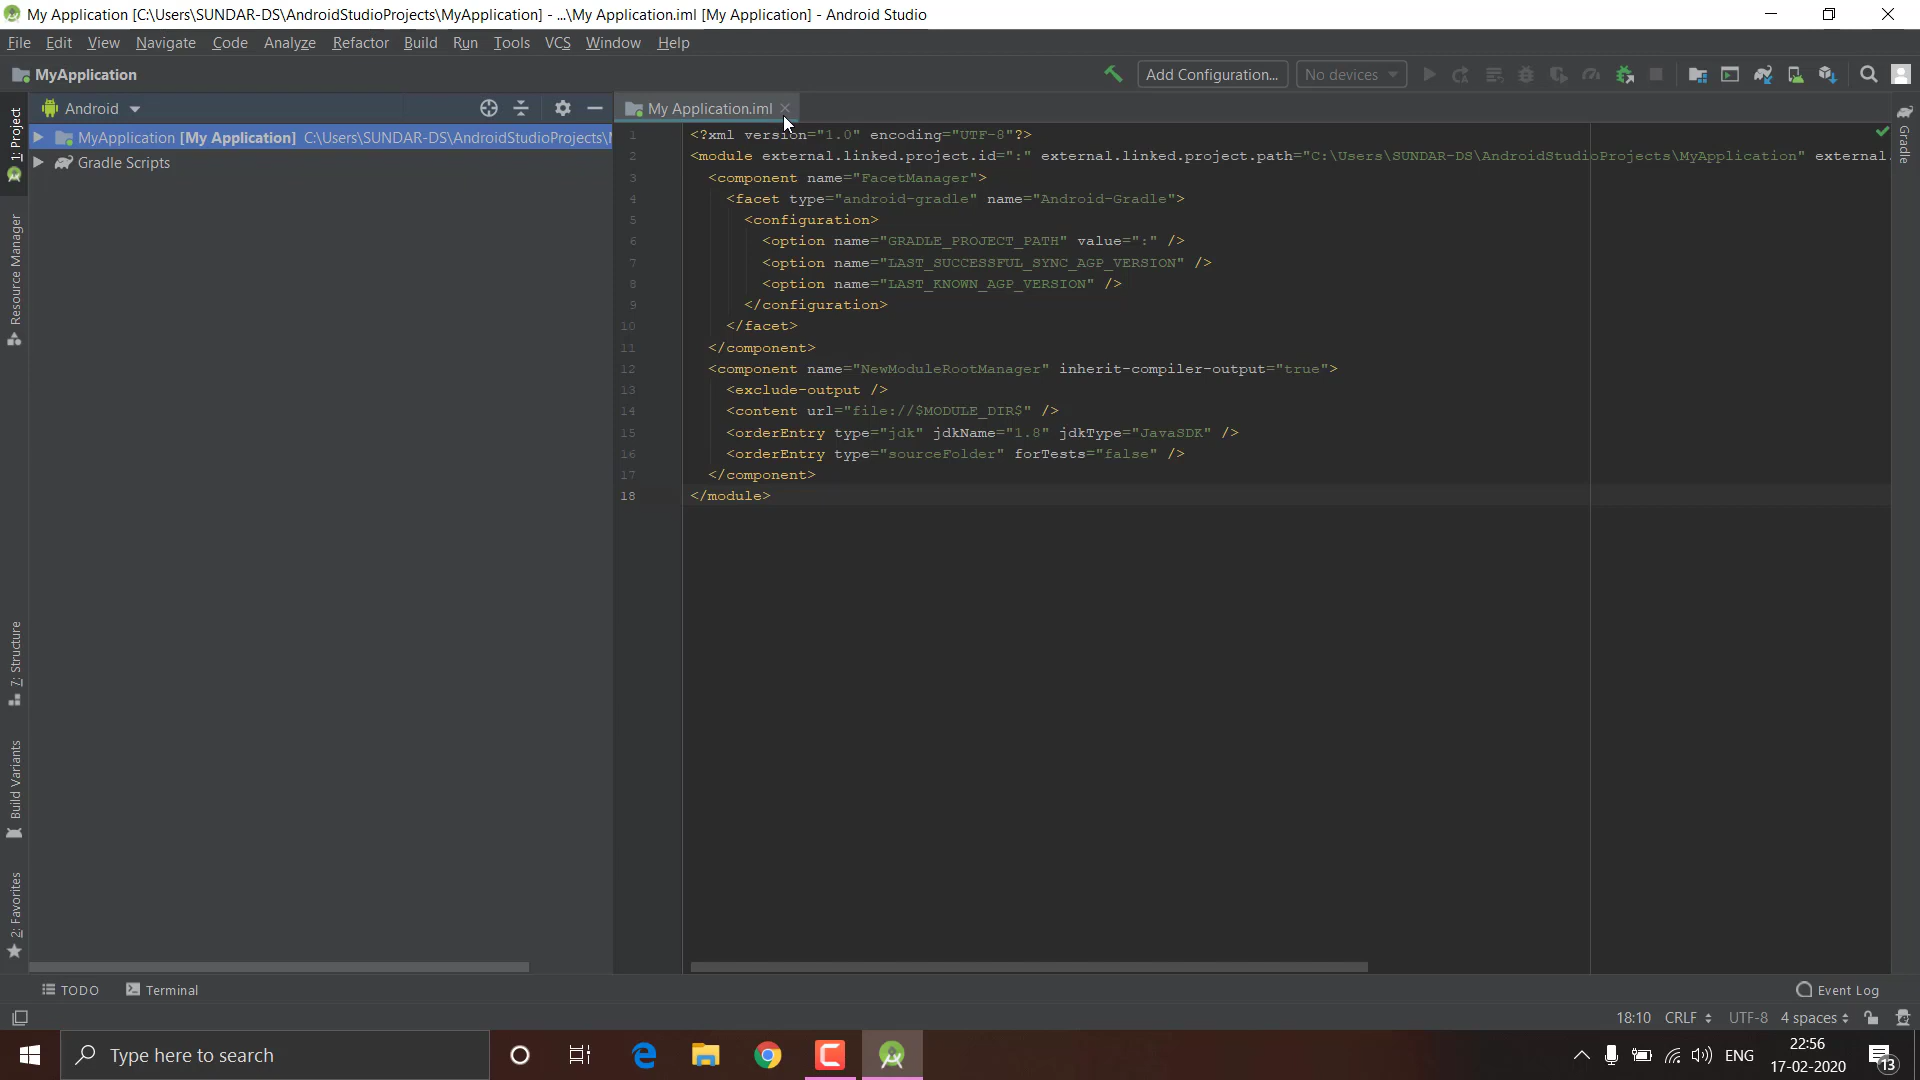 My Application [C:\Users\SUNDAR-DS\AndroidStudioProjects\MyApplication] - ...\My Application.iml [My Application] - Android Studio
File Edit View Navigate Code Analyze Refactor Build Run Tools VCS Window Help
MyApplication
Add Configuration...
No devices
1: Project
Resource Manager
7: Structure
Build Variants
2: Favorites
Android
MyApplication [My Application] C:\Users\SUNDAR-DS\AndroidStudioProjects\
Gradle Scripts
My Application.iml
1 <?xml version="1.0" encoding="UTF-8"?>
2 <module external.linked.project.id=":" external.linked.project.path="C:\Users\SUNDAR-DS\AndroidStudioProjects\MyApplication" external.
3 <component name="FacetManager">
4 <facet type="android-gradle" name="Android-Gradle">
5 <configuration>
6 <option name="GRADLE_PROJECT_PATH" value=":" />
7 <option name="LAST_SUCCESSFUL_SYNC_AGP_VERSION" />
8 <option name="LAST_KNOWN_AGP_VERSION" />
9 </configuration>
10 </facet>
11 </component>
12 <component name="NewModuleRootManager" inherit-compiler-output="true">
13 <exclude-output />
14 <content url="file://$MODULE_DIR$" />
15 <orderEntry type="jdk" jdkName="1.8" jdkType="JavaSDK" />
16 <orderEntry type="sourceFolder" forTests="false" />
17 </component>
18 </module>
Gradle
TODO
Terminal
Event Log
18:10 CRLF UTF-8 4 spaces
Type here to search
ENG
22:56
17-02-2020
13